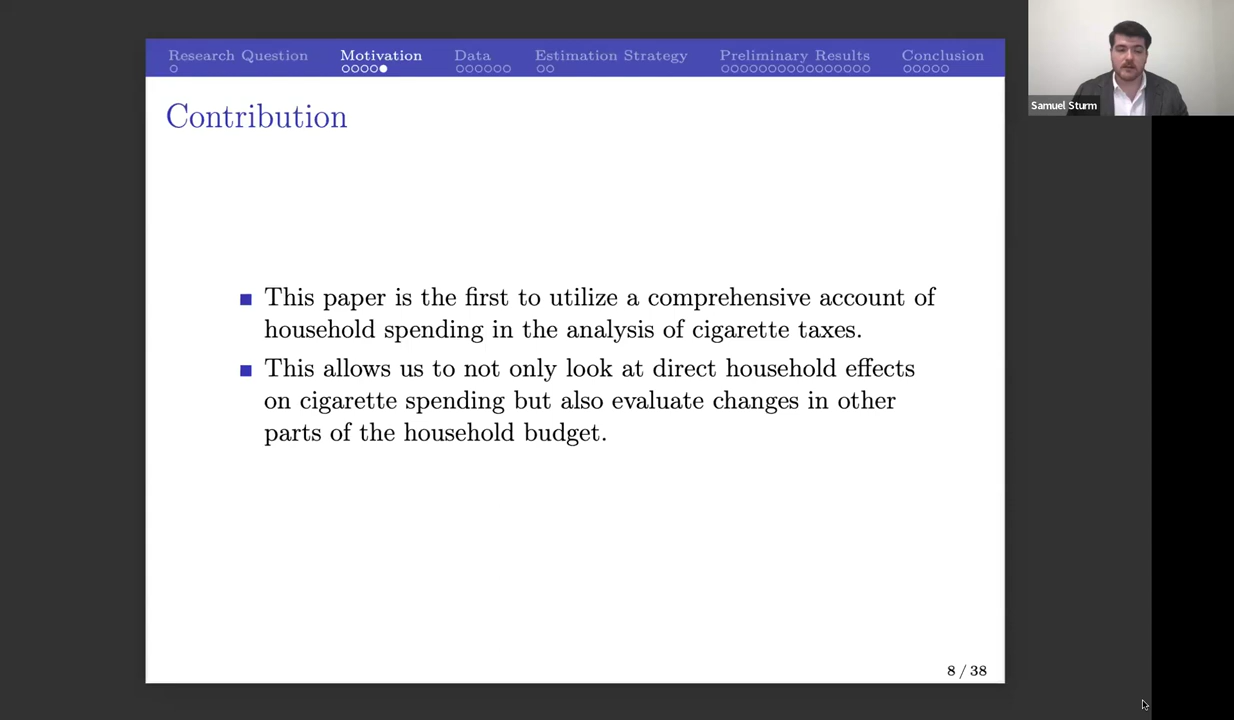 Research Question Motivation Data Estimation Strategy Preliminary Results Conclusion
Contribution
This paper is the first to utilize a comprehensive account of
household spending in the analysis of cigarette taxes.
This allows us to not only look at direct household effects
on cigarette spending but also evaluate changes in other
parts of the household budget.
8 / 38
Samuel Sturm